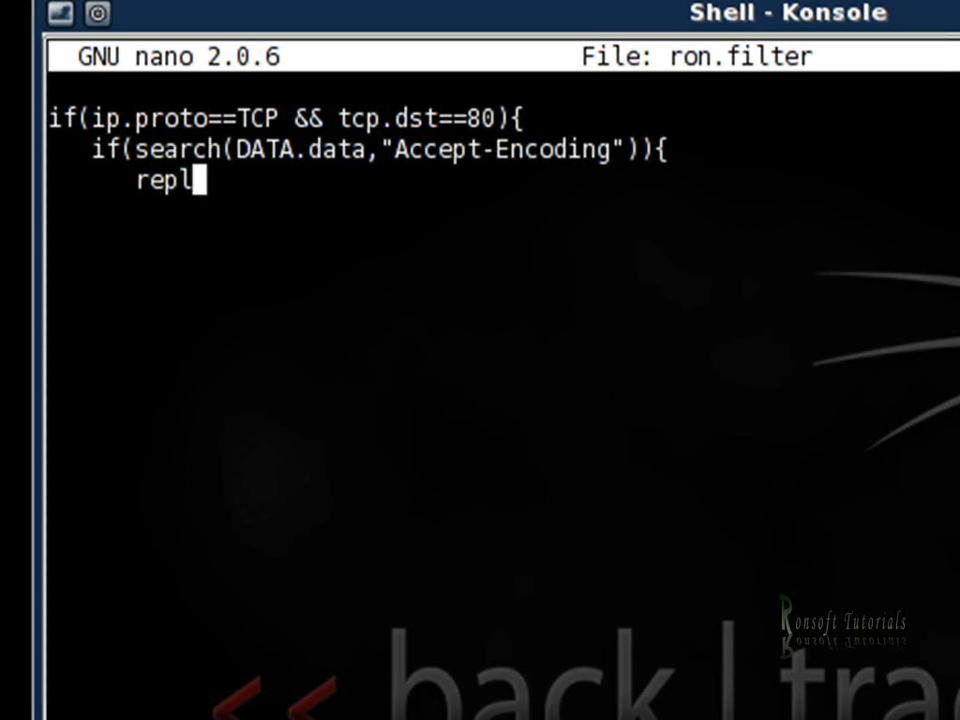 Shell - Konsole
GNU nano 2.0.6 File: ron.filter
if(ip.proto==TCP && tcp.dst==80){
if(search(DATA.data,"Accept-Encoding")){
repl
Ronsoft Tutorials
<< back | trac